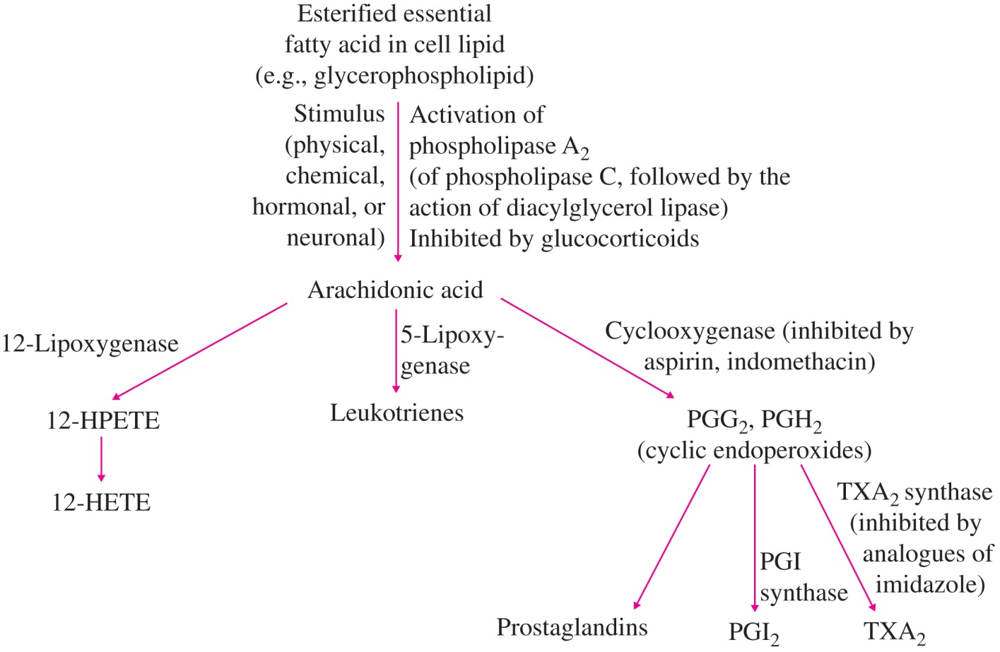 Esterified essential
fatty acid in cell lipid
(e.g., glycerophospholipid)
Stimulus
(physical,
chemical,
hormonal, or
neuronal)
Activation of
phospholipase A₂
(of phospholipase C, followed by the
action of diacylglycerol lipase)
Inhibited by glucocorticoids
Arachidonic acid
12-Lipoxygenase
5-Lipoxy-
genase
Cyclooxygenase (inhibited by
aspirin, indomethacin)
12-HPETE
Leukotrienes
PGG₂, PGH₂
(cyclic endoperoxides)
12-HETE
TXA₂ synthase
(inhibited by
analogues of
imidazole)
PGI
synthase
Prostaglandins
PGI₂
TXA₂